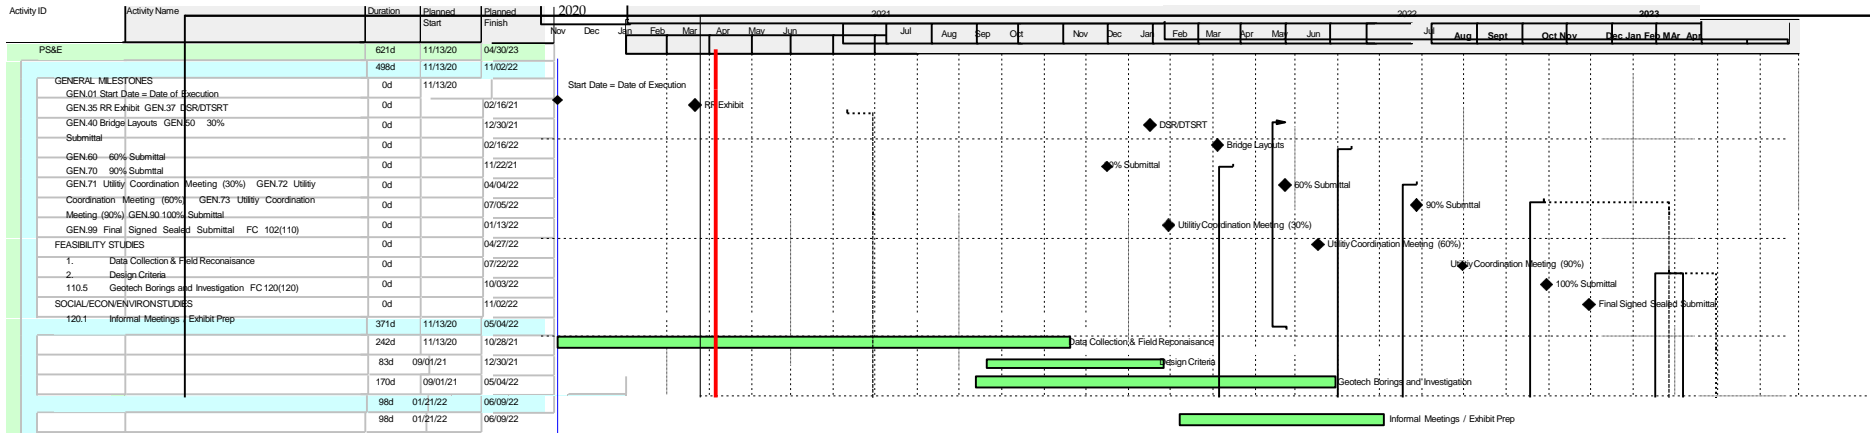 Activity ID Activity Name Duration Planned Start Planned Finish 2020 2021 2022 2023
Nov Dec Jan Feb Mar Apr May Jun Jul Aug Sep Oct Nov Dec Jan Feb Mar Apr May Jun Jul Aug Sept Oct Nov Dec Jan Feb MAr Apr
PS&E 621d 11/13/20 04/30/23
498d 11/13/20 11/02/22
GENERAL MILESTONES 0d 11/13/20 Start Date = Date of Execution
GEN.01 Start Date = Date of Execution
GEN.35 RR Exhibit GEN.37 DSR/DTSRT 0d 02/16/21 RR Exhibit
GEN.40 Bridge Layouts GEN.50 30% 0d 12/30/21 DSR/DTSRT
Submittal 0d 02/16/22 Bridge Layouts
GEN.60 60% Submittal 0d 11/22/21 30% Submittal
GEN.70 90% Submttal
GEN.71 Utilitiy Coordination Meeting (30%) GEN.72 Utilitiy 0d 04/04/22 60% Submittal
Coordination Meeting (60%) GEN.73 Utilitiy Coordination 0d 07/05/22 90% Submttal
Meeting (90%) GEN.90 100% Submittal
GEN.99 Final Signed Sealed Submittal FC 102(110) 0d 01/13/22 Utilitiy Coordination Meeting (30%)
FEASIBILITY STUDIES 0d 04/27/22 Utilitiy Coordination Meeting (60%)
1. Data Collection & Field Reconaisance 0d 07/22/22 Utilitiy Coordination Meeting (90%)
2. Design Criteria
110.5 Geotech Borings and Investigation FC 120(120) 0d 10/03/22 100% Submittal
SOCIAL/ECON/ENVIRONSTUDIES 0d 11/02/22 Final Signed Sealed Submittal
120.1 Informal Meetings / Exhibit Prep 371d 11/13/20 05/04/22
242d 11/13/20 10/28/21 Data Collection & Field Reconaisance
83d 09/01/21 12/30/21 Design Criteria
170d 09/01/21 05/04/22 Geotech Borings and Investigation
98d 01/21/22 06/09/22
98d 01/21/22 06/09/22 Informal Meetings / Exhibit Prep